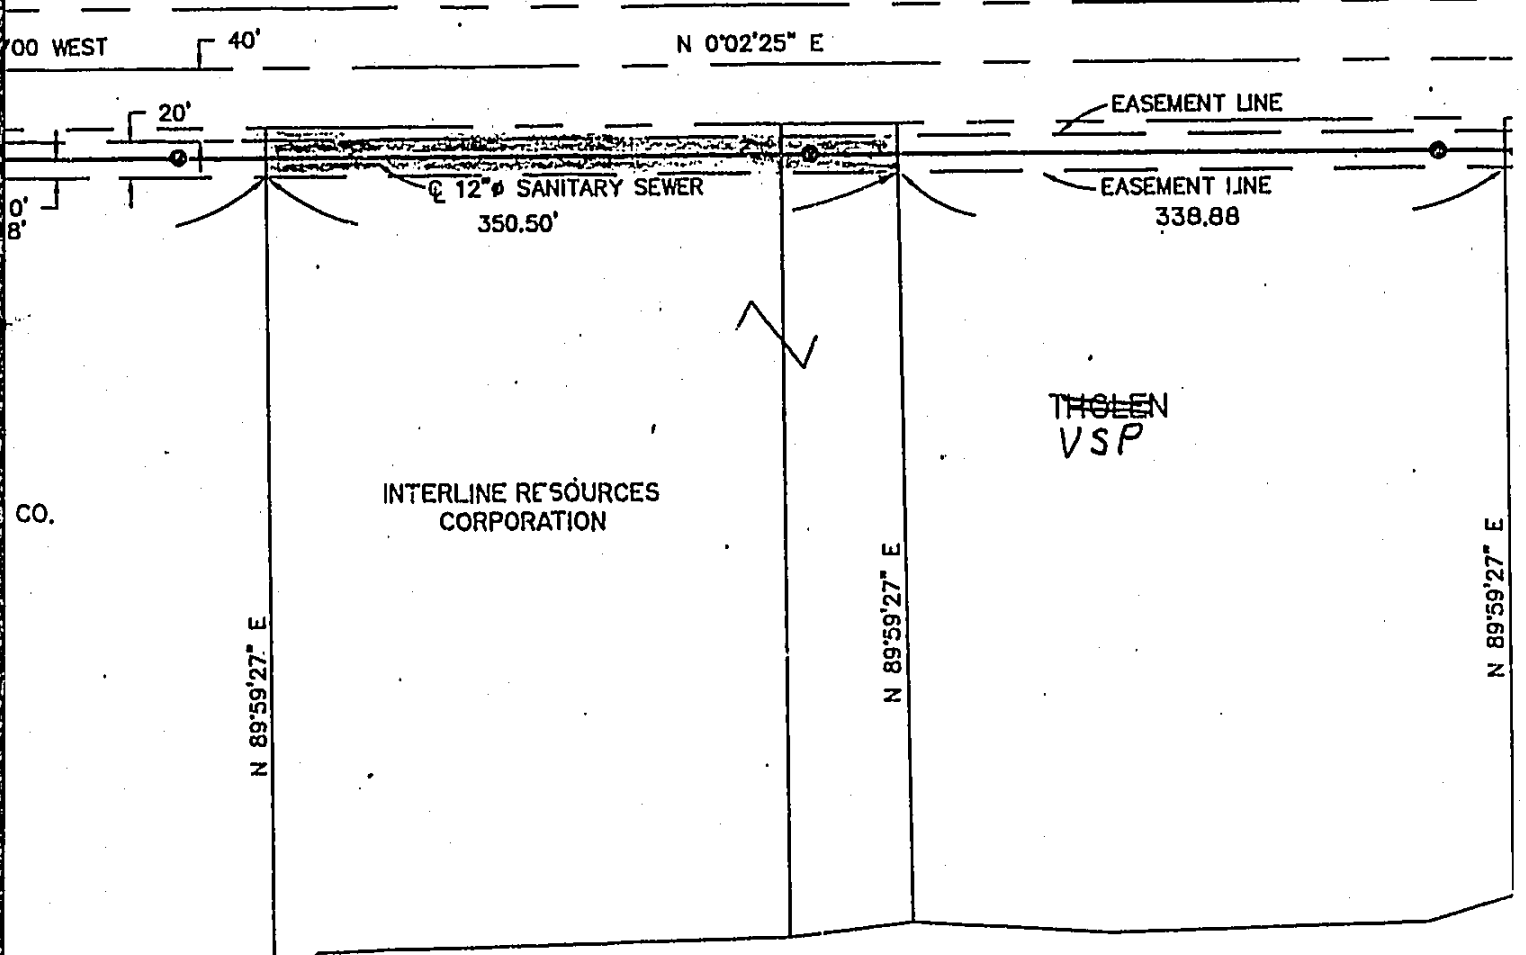 700 WEST
40'
N 0°02'25" E
20'
EASEMENT LINE
℄ 12"ø SANITARY SEWER
350.50'
EASEMENT LINE
338.88
0'
8'
THOLEN
VSP
INTERLINE RESOURCES
CORPORATION
CO.
N 89°59'27" E
N 89°59'27" E
N 89°59'27" E